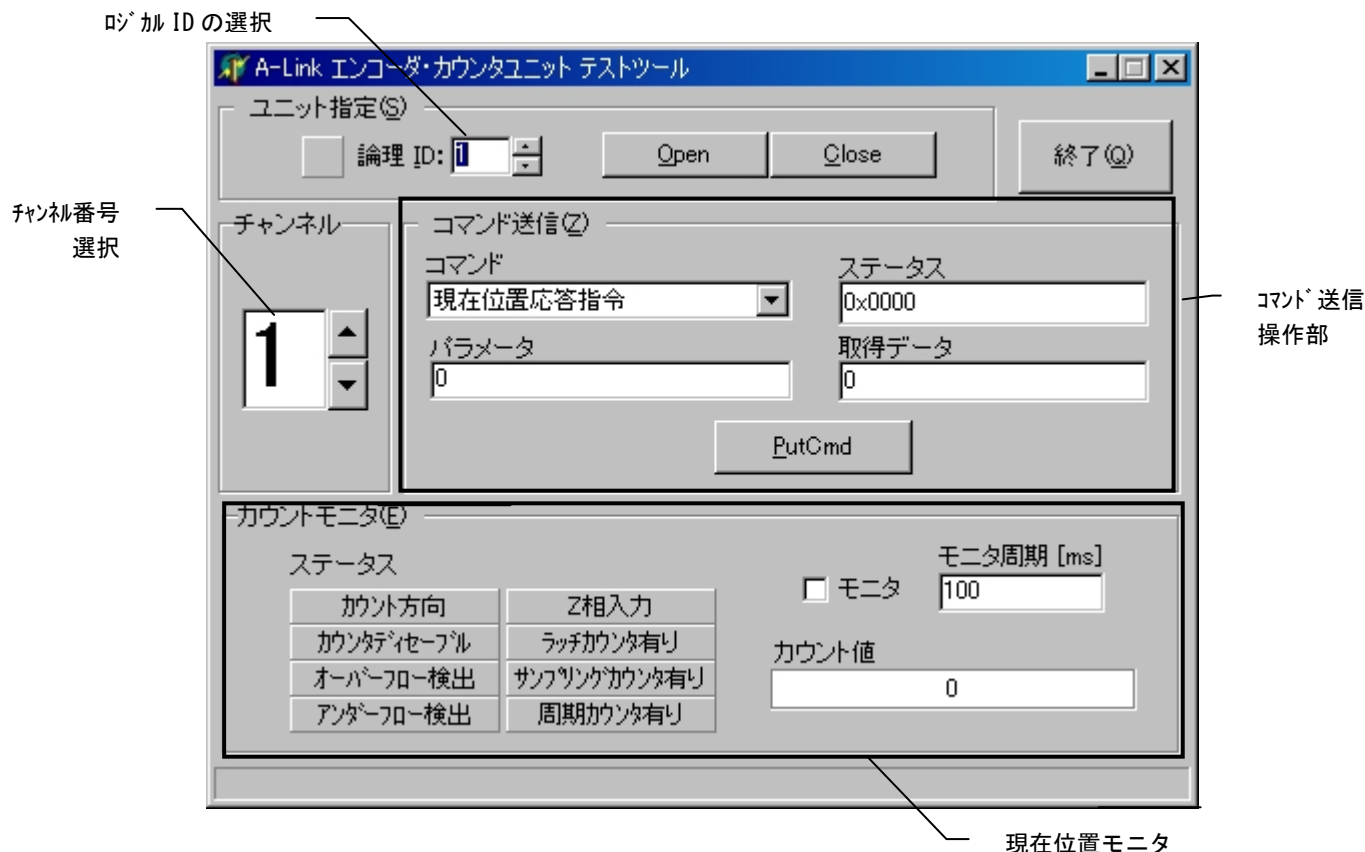 ﾛｼﾞｶﾙ ID の選択
A-Link エンコーダ・カウンタユニット テストツール
ユニット指定(S)
論理 ID: 1
Open
Close
終了(Q)
ﾁｬﾝﾈﾙ番号
選択
チャンネル
1
コマンド送信(Z)
コマンド
現在位置応答指令
ステータス
0x0000
パラメータ
0
取得データ
0
PutCmd
ｺﾏﾝﾄﾞ送信
操作部
カウントモニタ(E)
ステータス
ｶｳﾝﾄ方向
Z相入力
ｶｳﾝﾀﾃﾞｨｾｰﾌﾞﾙ
ﾗｯﾁｶｳﾝﾀ有り
ｵｰﾊﾞｰﾌﾛｰ検出
ｻﾝﾌﾟﾘﾝｸﾞｶｳﾝﾀ有り
ｱﾝﾀﾞｰﾌﾛｰ検出
周期ｶｳﾝﾀ有り
モニタ
モニタ周期 [ms]
100
カウント値
0
現在位置モニタ